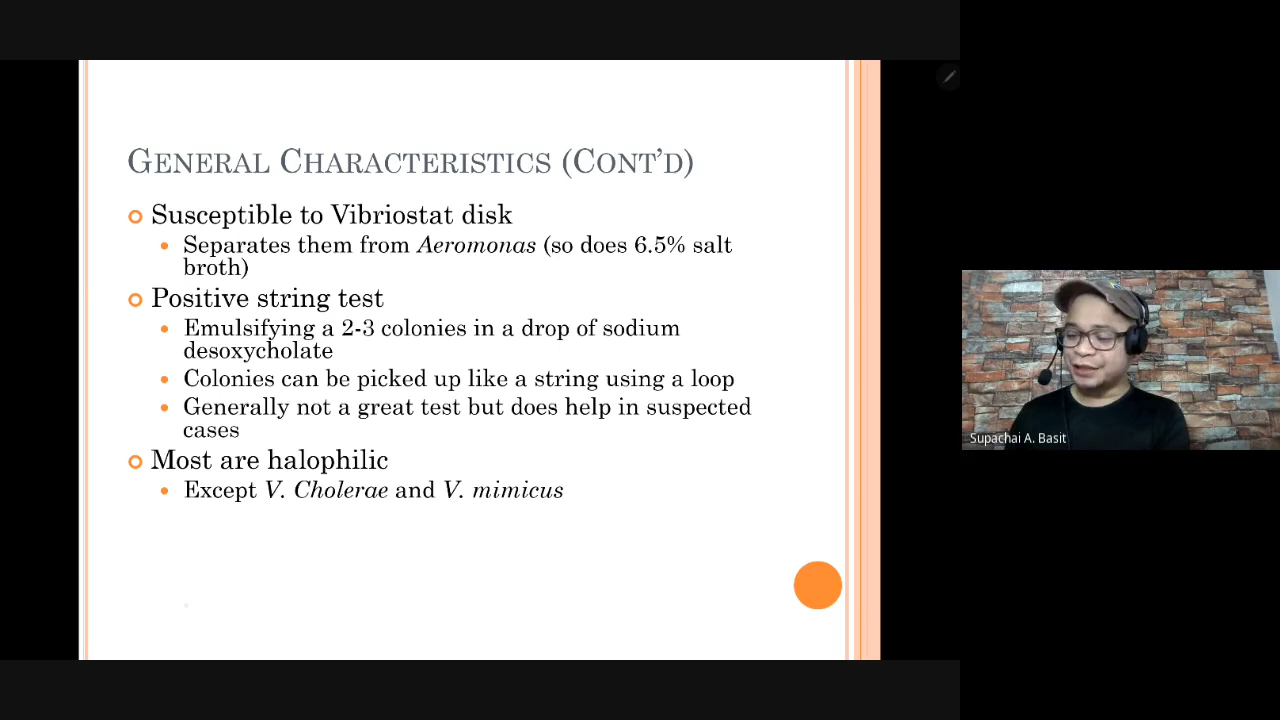 GENERAL CHARACTERISTICS (CONT'D)
Susceptible to Vibriostat disk
Separates them from Aeromonas (so does 6.5% salt
broth)
Positive string test
Emulsifying a 2-3 colonies in a drop of sodium
desoxycholate
Colonies can be picked up like a string using a loop
Generally not a great test but does help in suspected
cases
Most are halophilic
Except V. Cholerae and V. mimicus
Supachai A. Basit